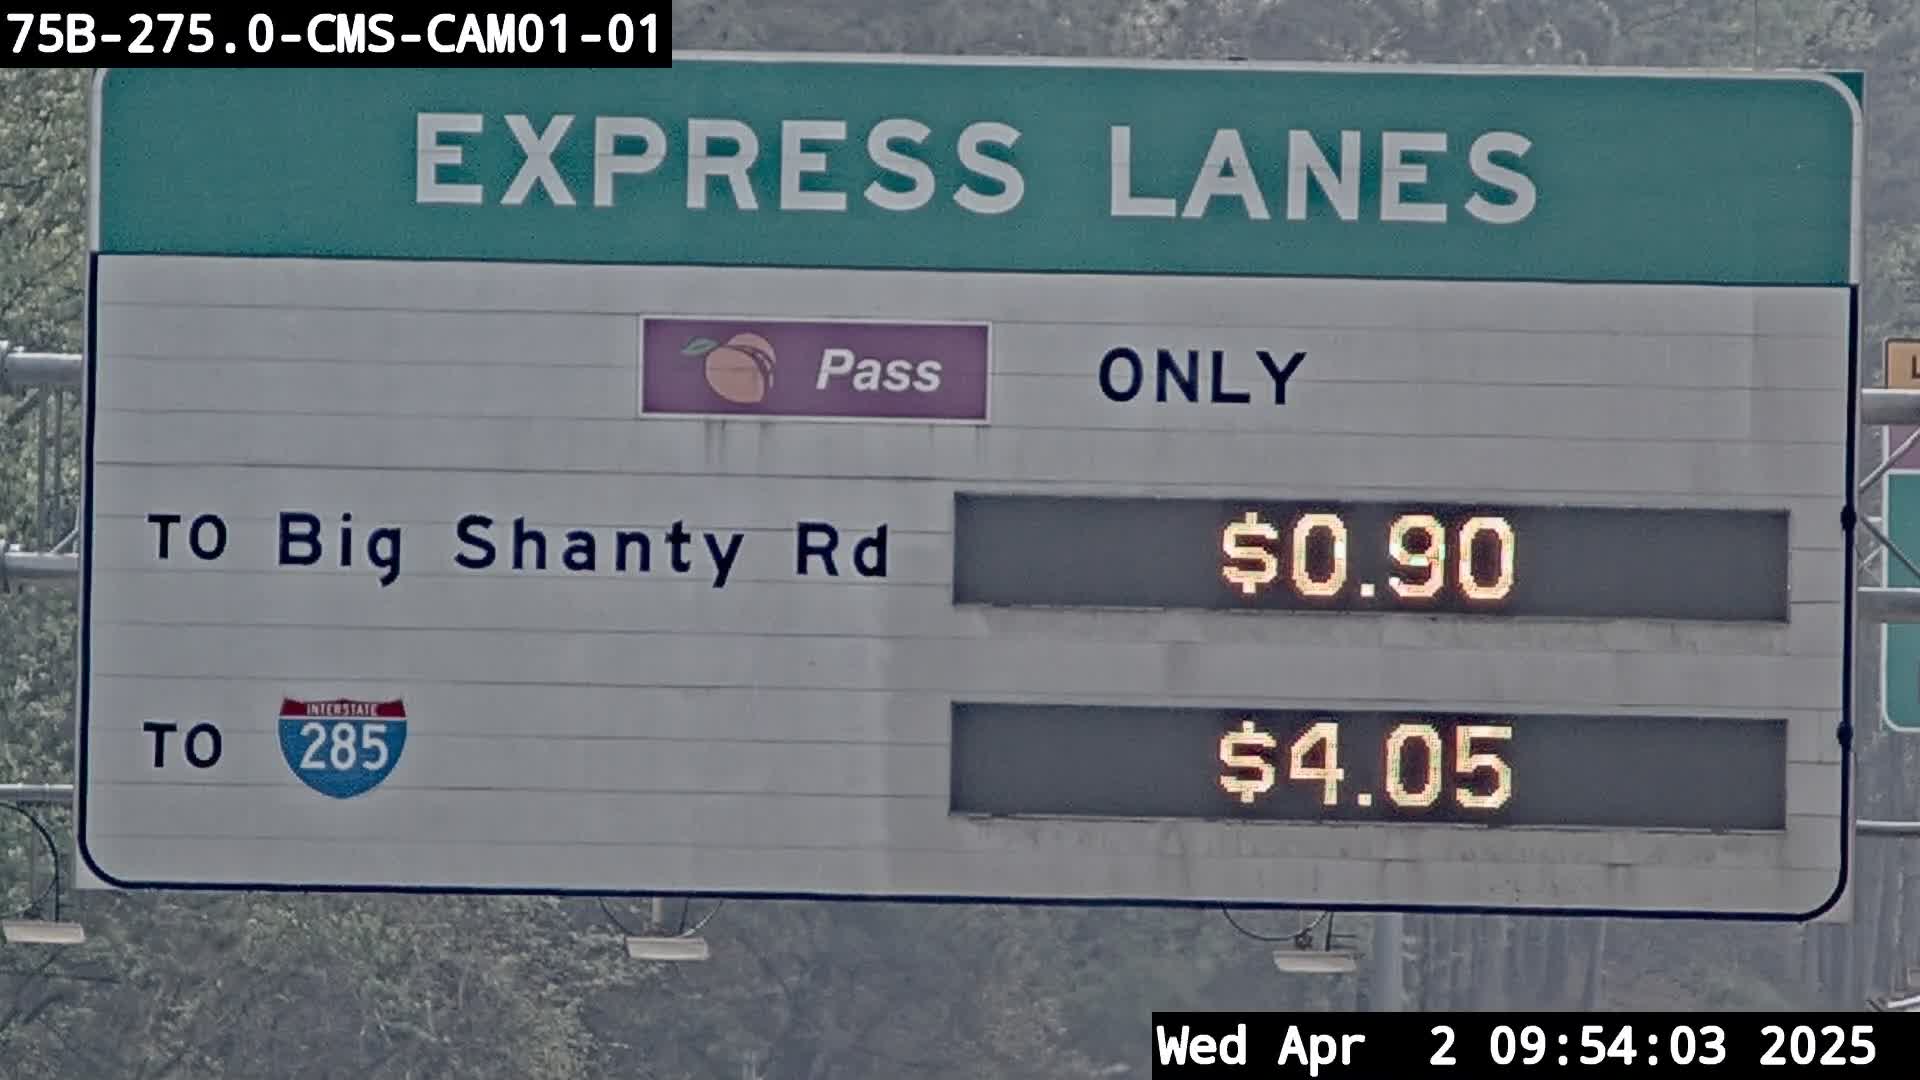 75B-275.0-CMS-CAM01-01
EXPRESS LANES
Pass ONLY
TO Big Shanty Rd $0.90
TO INTERSTATE 285 $4.05
Wed Apr 2 09:54:03 2025